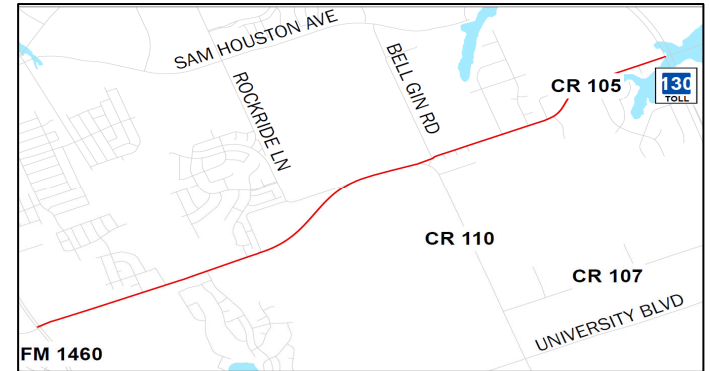 SAM HOUSTON AVE
BELL GIN RD
ROCKRIDE LN
CR 105
130
TOLL
CR 110
CR 107
UNIVERSITY BLVD
FM 1460